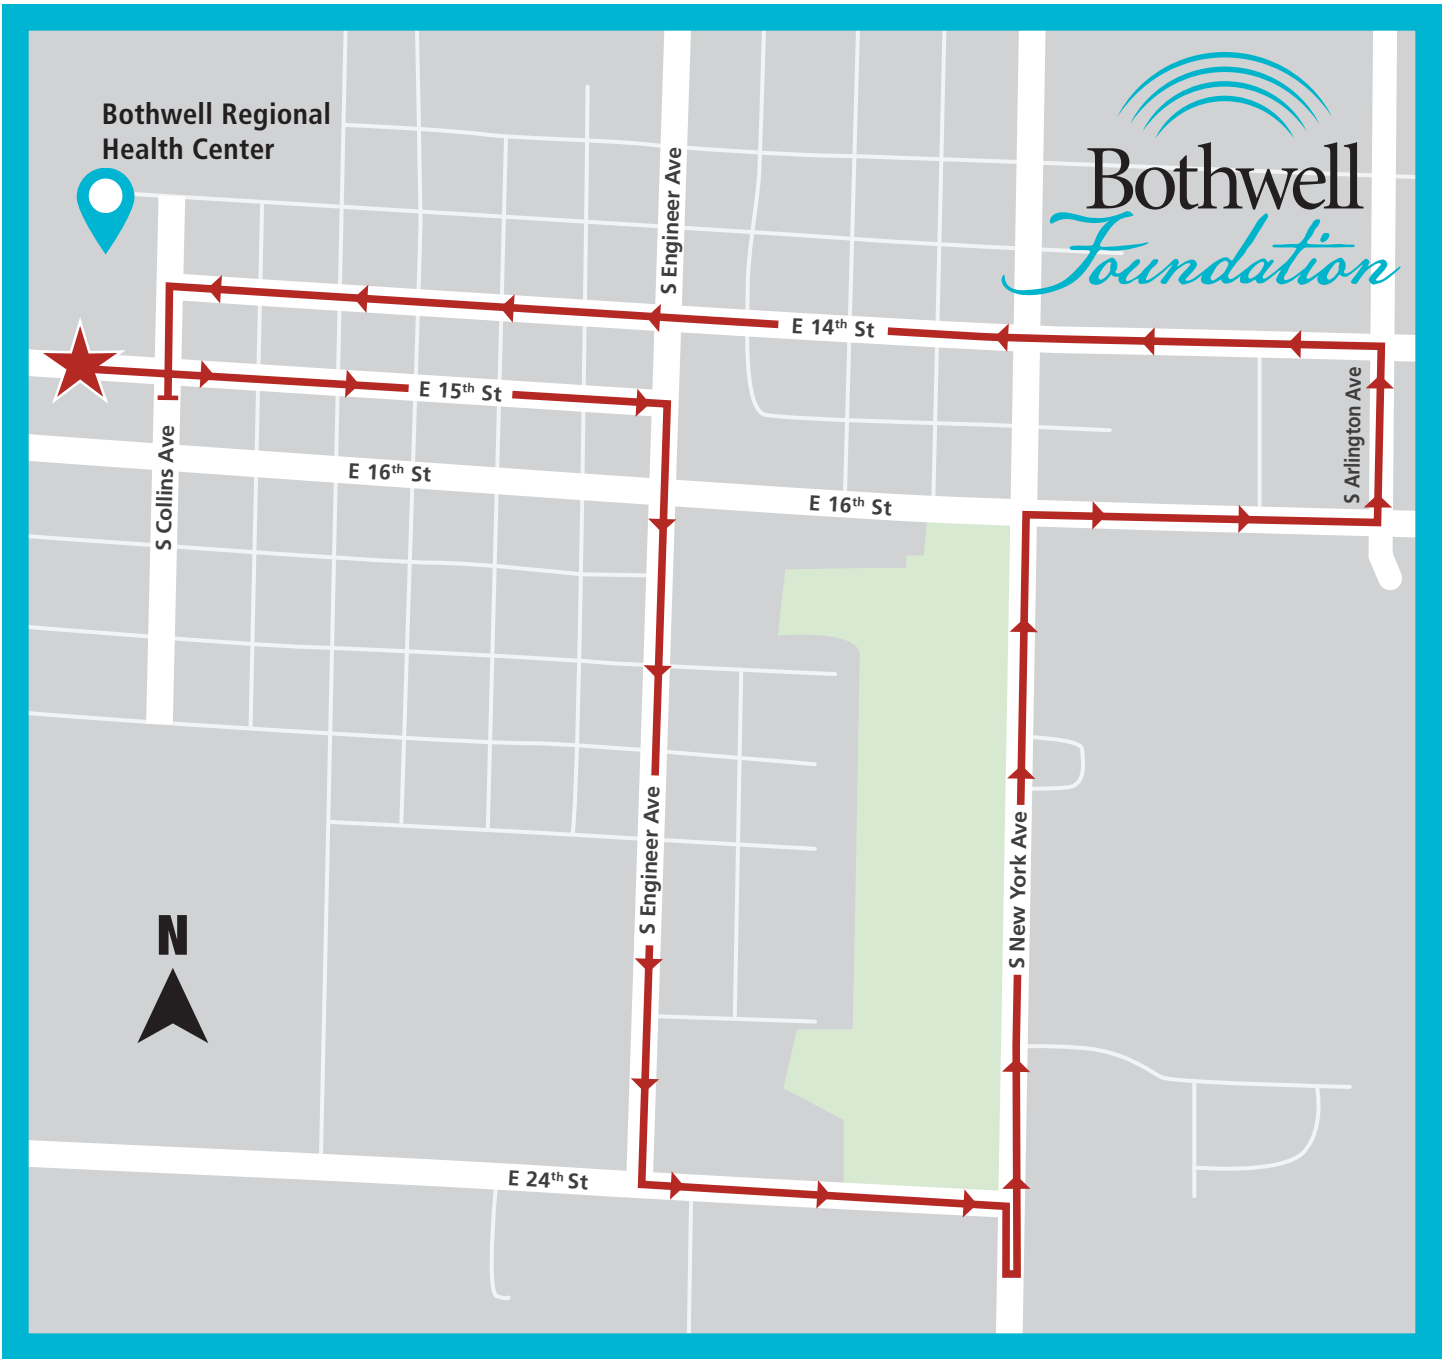 Bothwell Regional
Health Center
Bothwell
Foundation
S Engineer Ave
E 14th St
E 15th St
S Arlington Ave
S Collins Ave
E 16th St
E 16th St
S Engineer Ave
S New York Ave
N
E 24th St